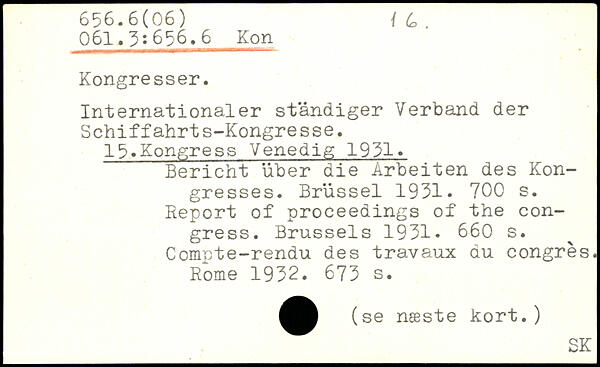 656.6(06) 16.
061.3:656.6 Kon
Kongresser.
Internationaler ständiger Verband der
Schiffahrts-Kongresse.
15.Kongress Venedig 1931.
Bericht über die Arbeiten des Kon-
gresses. Brüssel 1931. 700 s.
Report of proceedings of the con-
gress. Brussels 1931. 660 s.
Compte-rendu des travaux du congrès.
Rome 1932. 673 s.
(se næste kort.)
SK